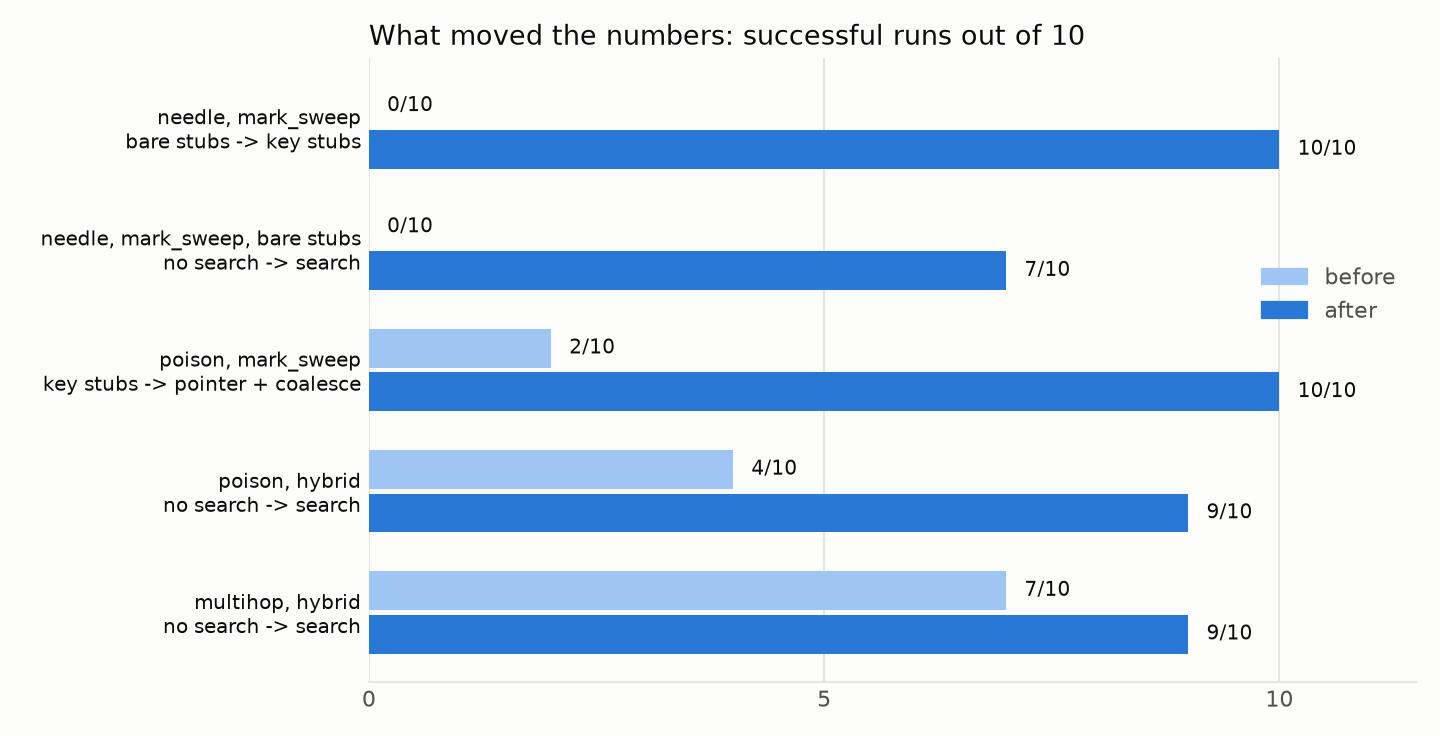 What moved the numbers: successful runs out of 10
needle, mark_sweep
bare stubs -> key stubs
0/10
10/10
needle, mark_sweep, bare stubs
no search -> search
0/10
7/10
before
after
poison, mark_sweep
key stubs -> pointer + coalesce
2/10
10/10
poison, hybrid
no search -> search
4/10
9/10
multihop, hybrid
no search -> search
7/10
9/10
0
5
10